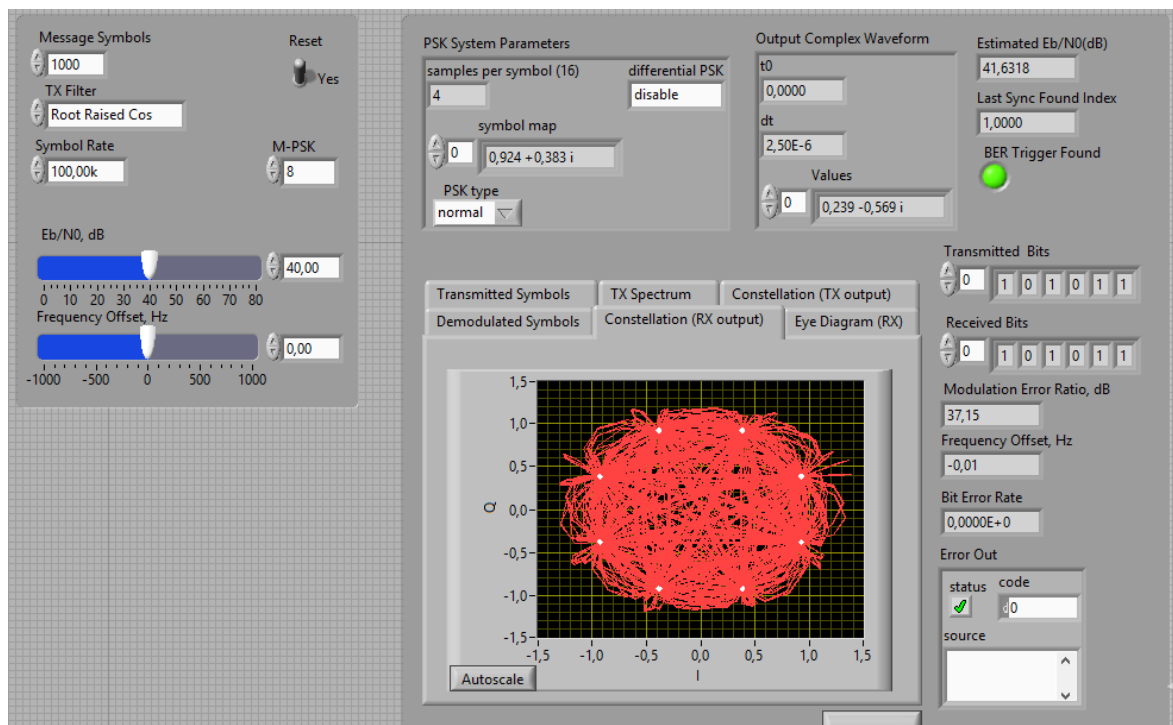 Message Symbols
1000
Reset
Yes
TX Filter
Root Raised Cos
Symbol Rate
100,00k
M-PSK
8
Eb/N0, dB
40,00
0 10 20 30 40 50 60 70 80
Frequency Offset, Hz
0,00
-1000 -500 0 500 1000
PSK System Parameters
samples per symbol (16)
4
differential PSK
disable
symbol map
0
0,924 +0,383 i
PSK type
normal
Output Complex Waveform
t0
0,0000
dt
2,50E-6
Values
0
0,239 -0,569 i
Estimated Eb/N0(dB)
41,6318
Last Sync Found Index
1,0000
BER Trigger Found
Transmitted Symbols TX Spectrum Constellation (TX output)
Demodulated Symbols Constellation (RX output) Eye Diagram (RX)
1,5
1,0
0,5
0,0
-0,5
-1,0
-1,5
Q
-1,5 -1,0 -0,5 0,0 0,5 1,0 1,5
I
Autoscale
Transmitted Bits
0 1 0 1 0 1 1
Received Bits
0 1 0 1 0 1 1
Modulation Error Ratio, dB
37,15
Frequency Offset, Hz
-0,01
Bit Error Rate
0,0000E+0
Error Out
status code
d0
source